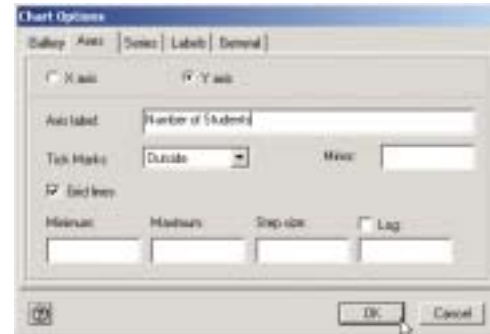 Chart Options
Gallery Axes Series Labels General
X axis Y axis
Axis label: Number of Students
Tick Marks: Outside Minor:
Grid lines
Minimum: Maximum: Step size: Log:
OK Cancel